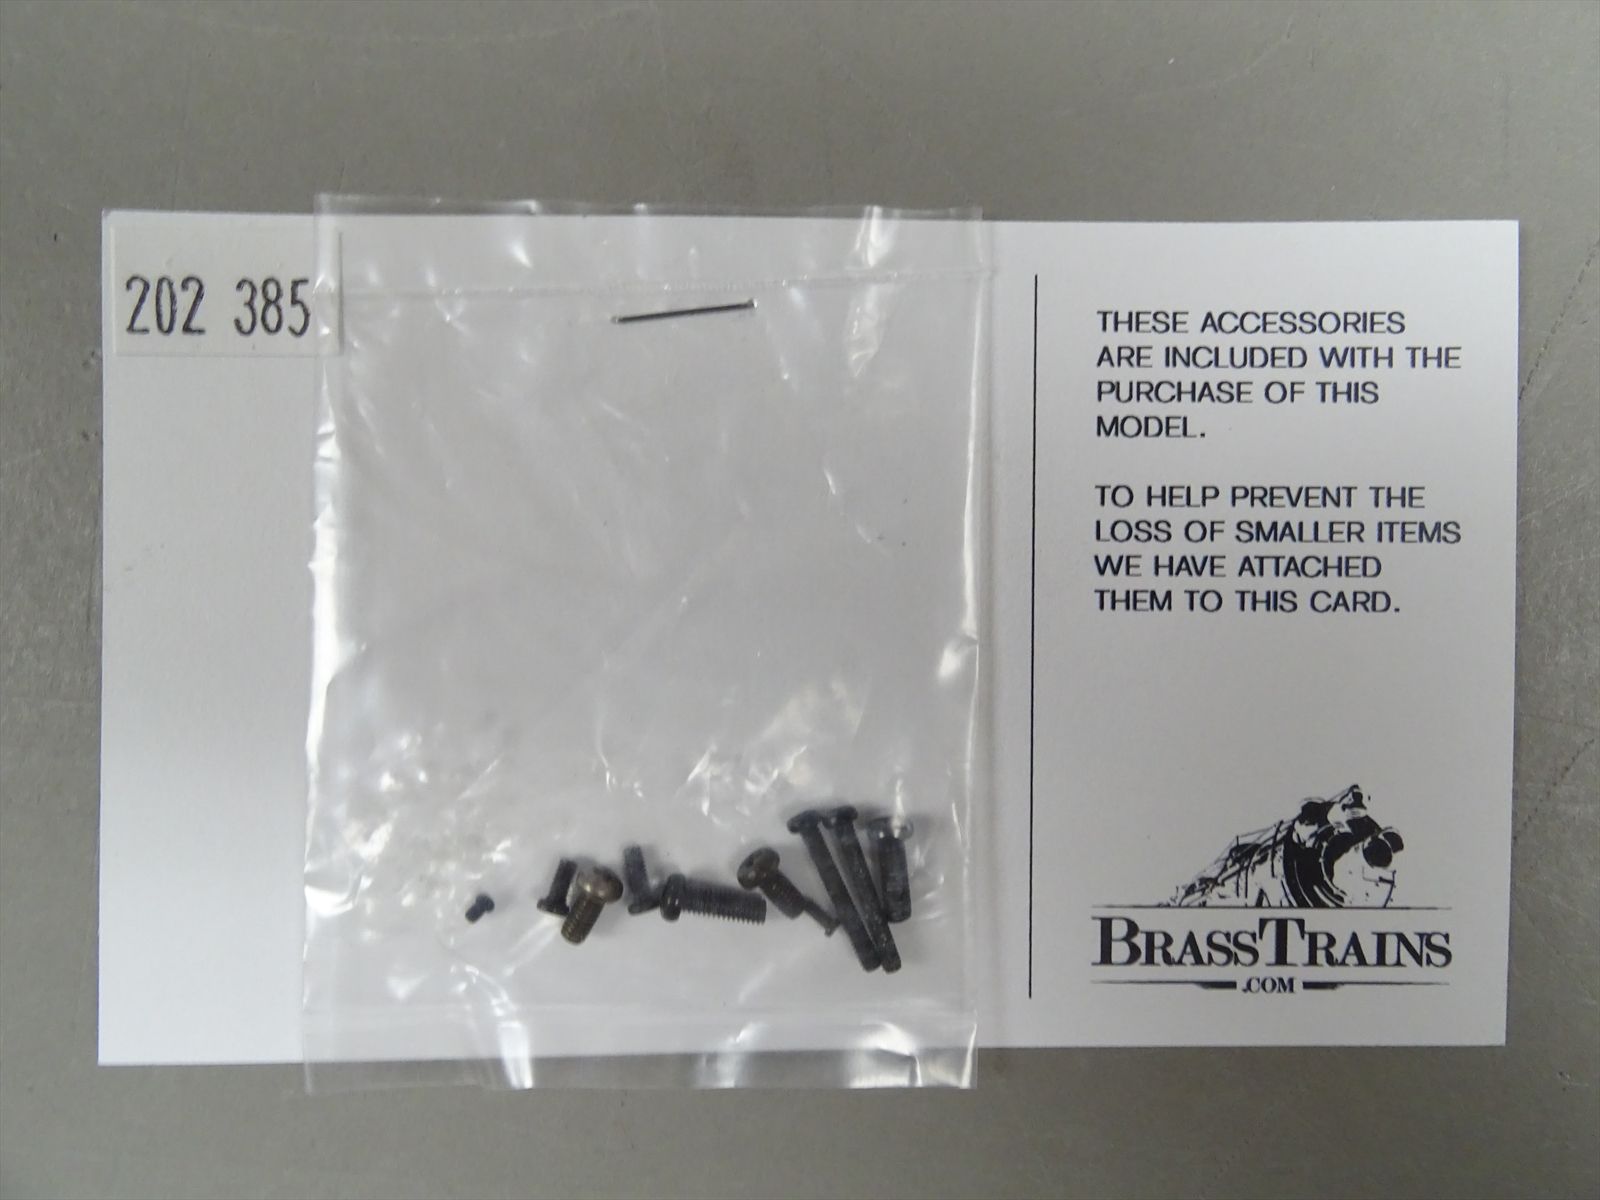 202 385
THESE ACCESSORIES
ARE INCLUDED WITH THE
PURCHASE OF THIS
MODEL.
TO HELP PREVENT THE
LOSS OF SMALLER ITEMS
WE HAVE ATTACHED
THEM TO THIS CARD.
BRASSTRAINS
.COM